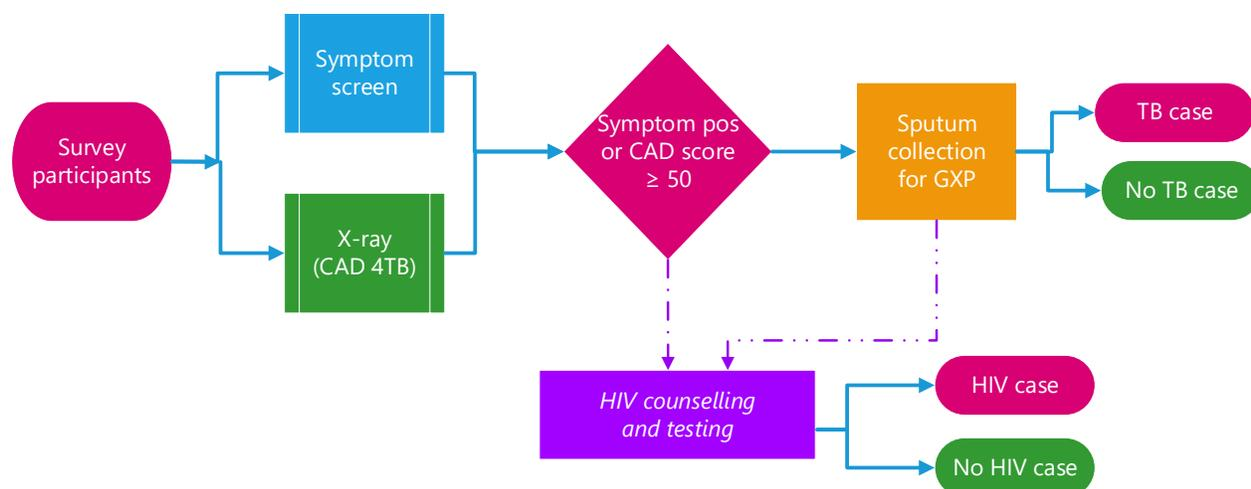 Survey
participants
Symptom
screen
X-ray
(CAD 4TB)
Symptom pos
or CAD score
≥ 50
Sputum
collection
for GXP
TB case
No TB case
HIV counselling
and testing
HIV case
No HIV case